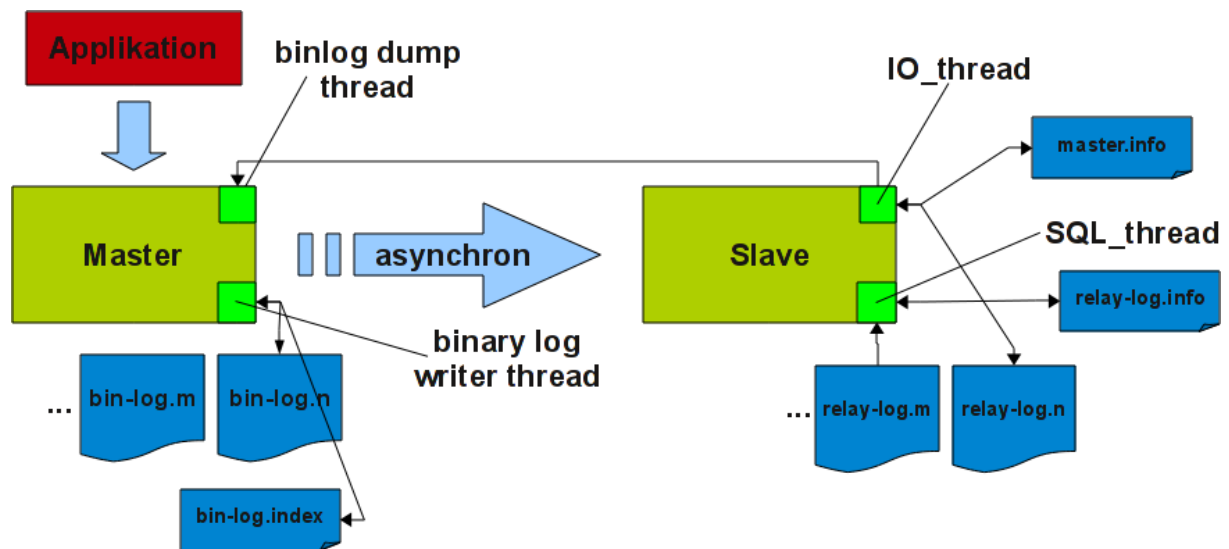 Applikation
binlog dump
thread
IO_thread
master.info
Master
asynchron
Slave
SQL_thread
relay-log.info
binary log
writer thread
...
bin-log.m
bin-log.n
...
relay-log.m
relay-log.n
bin-log.index